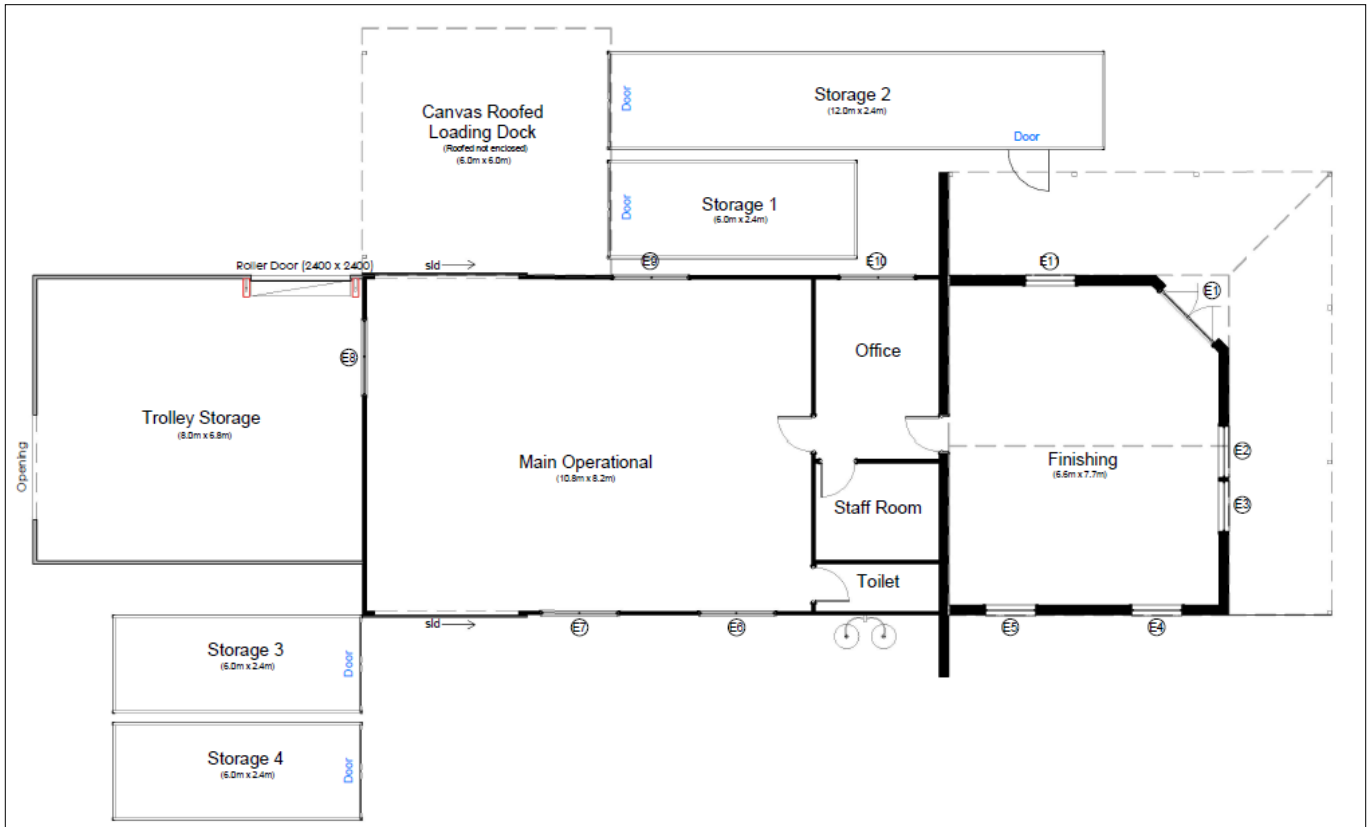 Canvas Roofed
Loading Dock
(Roofed not enclosed)
(6.0m x 6.0m)
Door
Storage 2
(12.0m x 2.4m)
Door
Door
Storage 1
(6.0m x 2.4m)
Roller Door (2400 x 2400)
sld
E9
E10
E11
E1
E8
Office
Trolley Storage
(8.0m x 6.8m)
Opening
Main Operational
(10.8m x 8.2m)
Finishing
(6.6m x 7.7m)
E2
E3
Staff Room
Toilet
sld
E7
E6
E5
E4
Storage 3
(6.0m x 2.4m)
Door
Storage 4
(6.0m x 2.4m)
Door